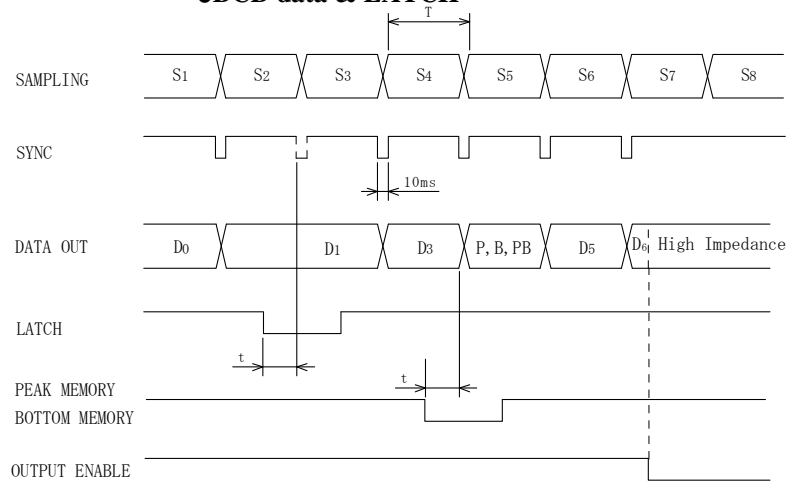 T
SAMPLING S1 S2 S3 S4 S5 S6 S7 S8
SYNC
10ms
DATA OUT D0 D1 D3 P, B, PB D5 D6 High Impedance
LATCH
t
t
PEAK MEMORY
BOTTOM MEMORY
OUTPUT ENABLE